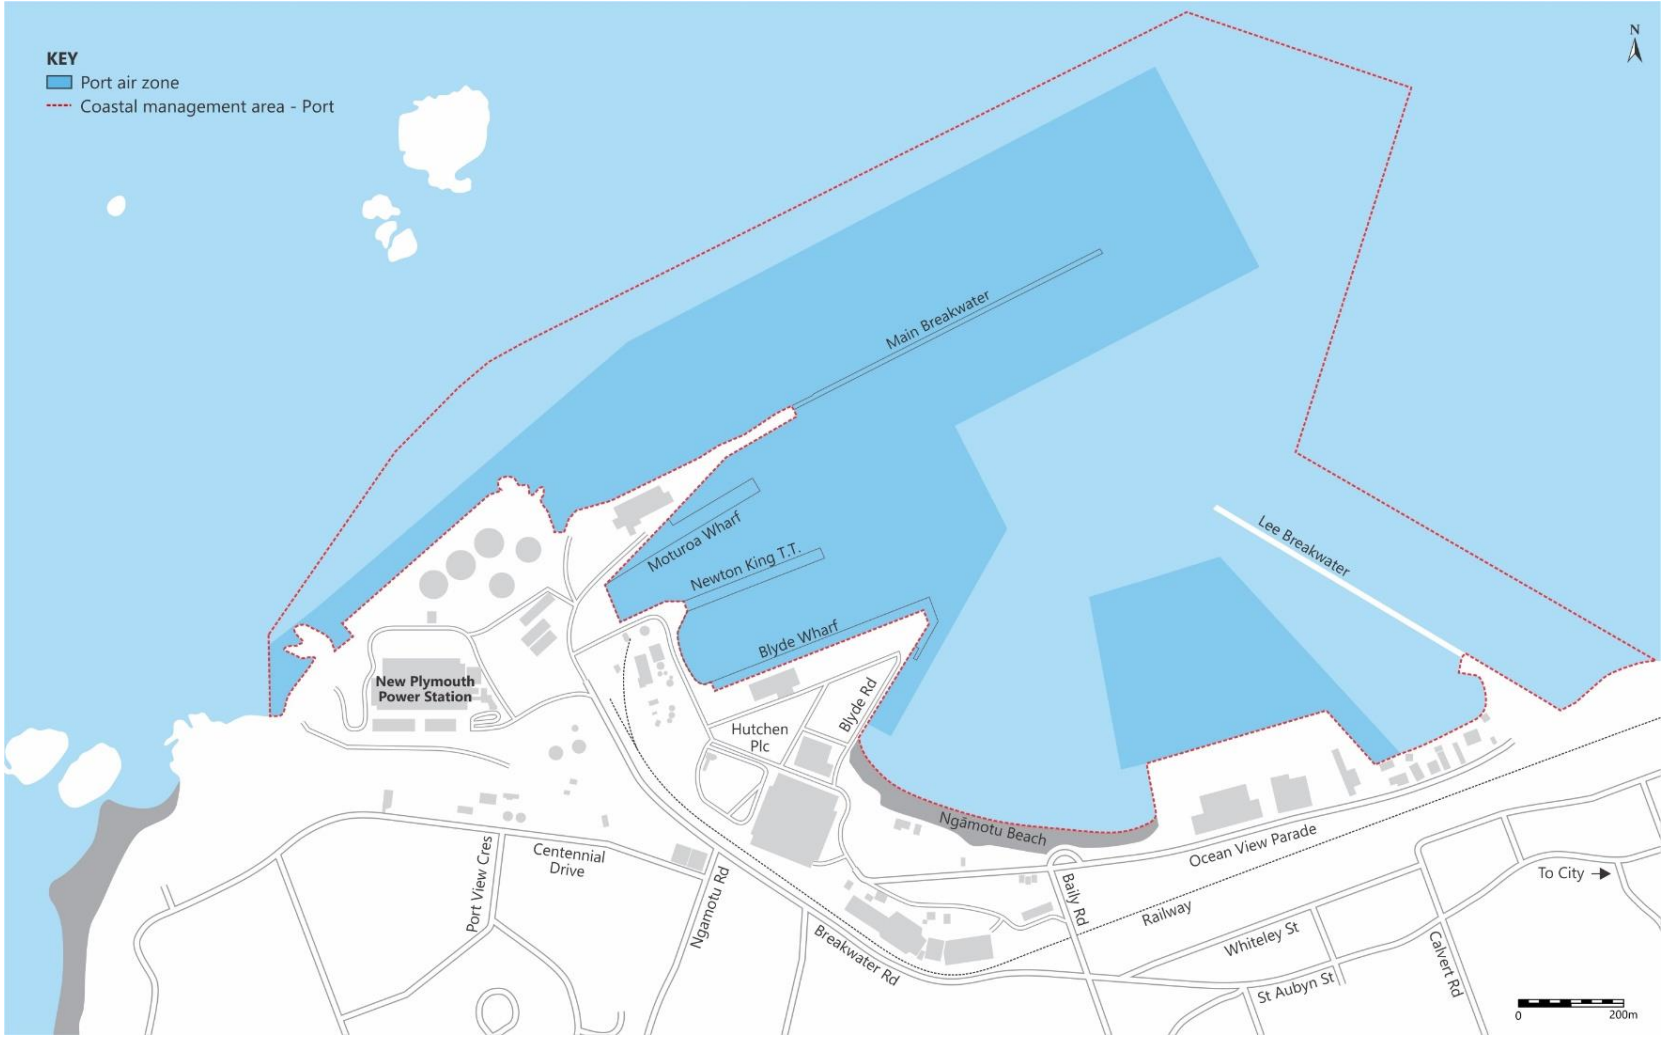 KEY
Port air zone
Coastal management area - Port
N
Main Breakwater
Moturoa Wharf
Newton King T.T.
Blyde Wharf
Lee Breakwater
New Plymouth
Power Station
Hutchen
Plc
Blyde Rd
Ngāmotu Beach
Ocean View Parade
Centennial
Drive
Port View Cres
Ngamotu Rd
Breakwater Rd
Baily Rd
Railway
To City
Whiteley St
St Aubyn St
Calvert Rd
0
200m